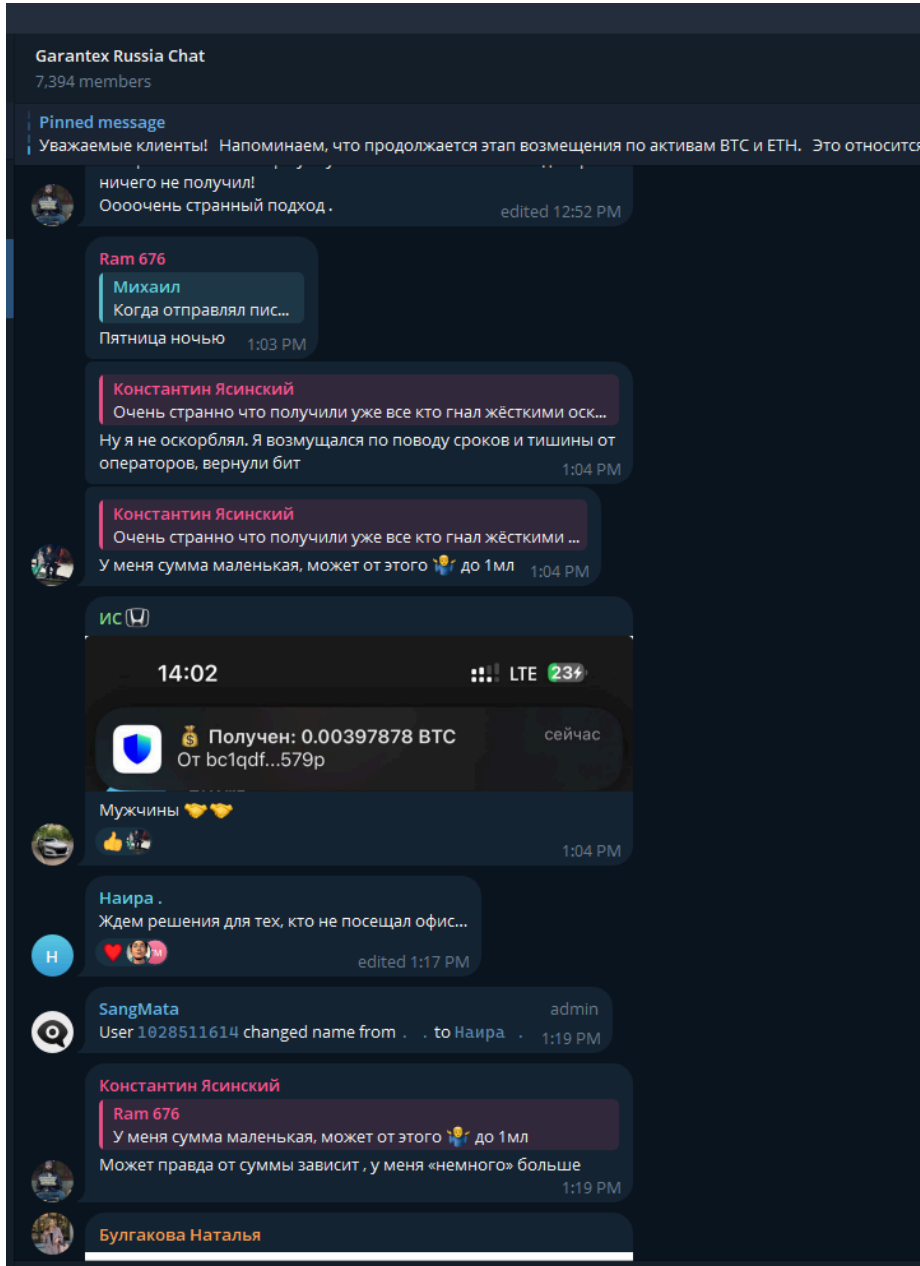 Garantex Russia Chat
7,394 members
Pinned message
Уважаемые клиенты! Напоминаем, что продолжается этап возмещения по активам BTC и ETH. Это относится
ничего не получил!
Оооочень странный подход .
edited 12:52 PM
Ram 676
Михаил
Когда отправлял пис...
Пятница ночью 1:03 PM
Константин Ясинский
Очень странно что получили уже все кто гнал жёсткими оск...
Ну я не оскорблял. Я возмущался по поводу сроков и тишины от
операторов, вернули бит 1:04 PM
Константин Ясинский
Очень странно что получили уже все кто гнал жёсткими ...
У меня сумма маленькая, может от этого 🤷‍♂️ до 1мл 1:04 PM
ИС
14:02 LTE 23
💰 Получен: 0.00397878 BTC сейчас
От bc1qdf...579p
Мужчины 🤝🤝
1:04 PM
Наира .
Ждем решения для тех, кто не посещал офис...
Н
edited 1:17 PM
SangMata admin
User 1028511614 changed name from . . to Наира . 1:19 PM
Константин Ясинский
Ram 676
У меня сумма маленькая, может от этого 🤷‍♂️ до 1мл
Может правда от суммы зависит , у меня «немного» больше
1:19 PM
Булгакова Наталья